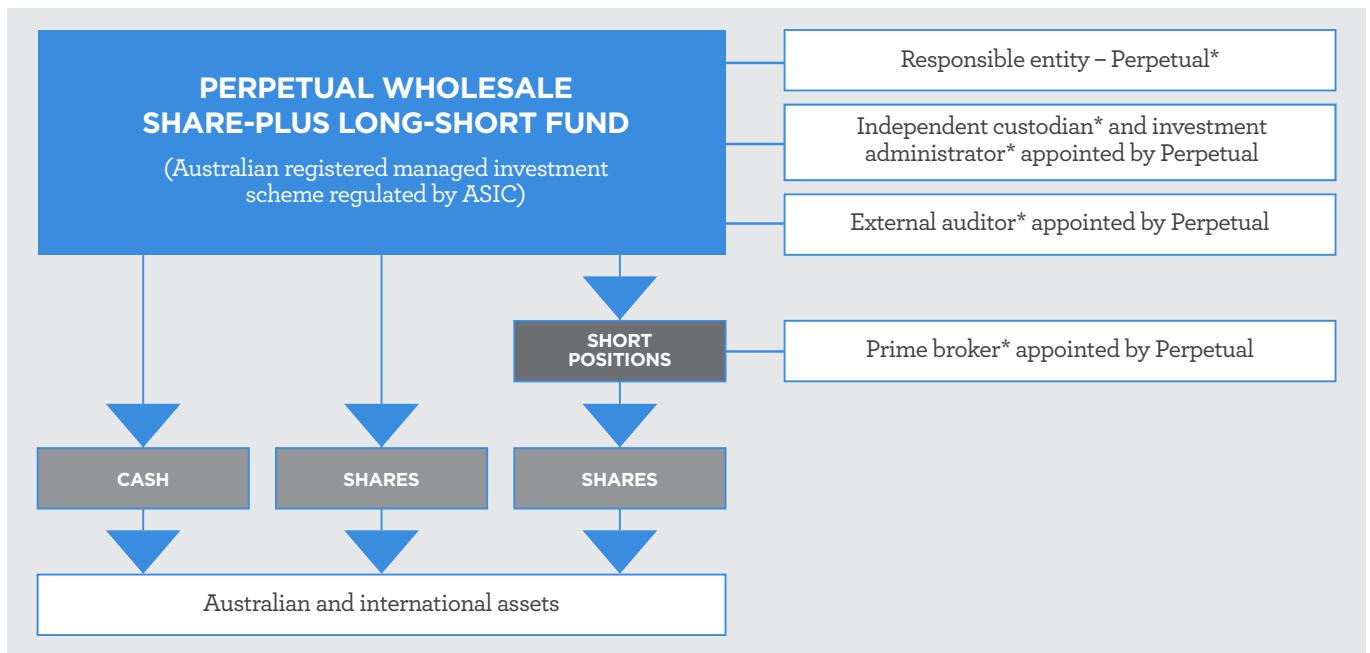 PERPETUAL WHOLESALE
SHARE-PLUS LONG-SHORT FUND
(Australian registered managed investment
scheme regulated by ASIC)
Responsible entity – Perpetual*
Independent custodian* and investment
administrator* appointed by Perpetual
External auditor* appointed by Perpetual
SHORT
POSITIONS
Prime broker* appointed by Perpetual
CASH
SHARES
SHARES
Australian and international assets